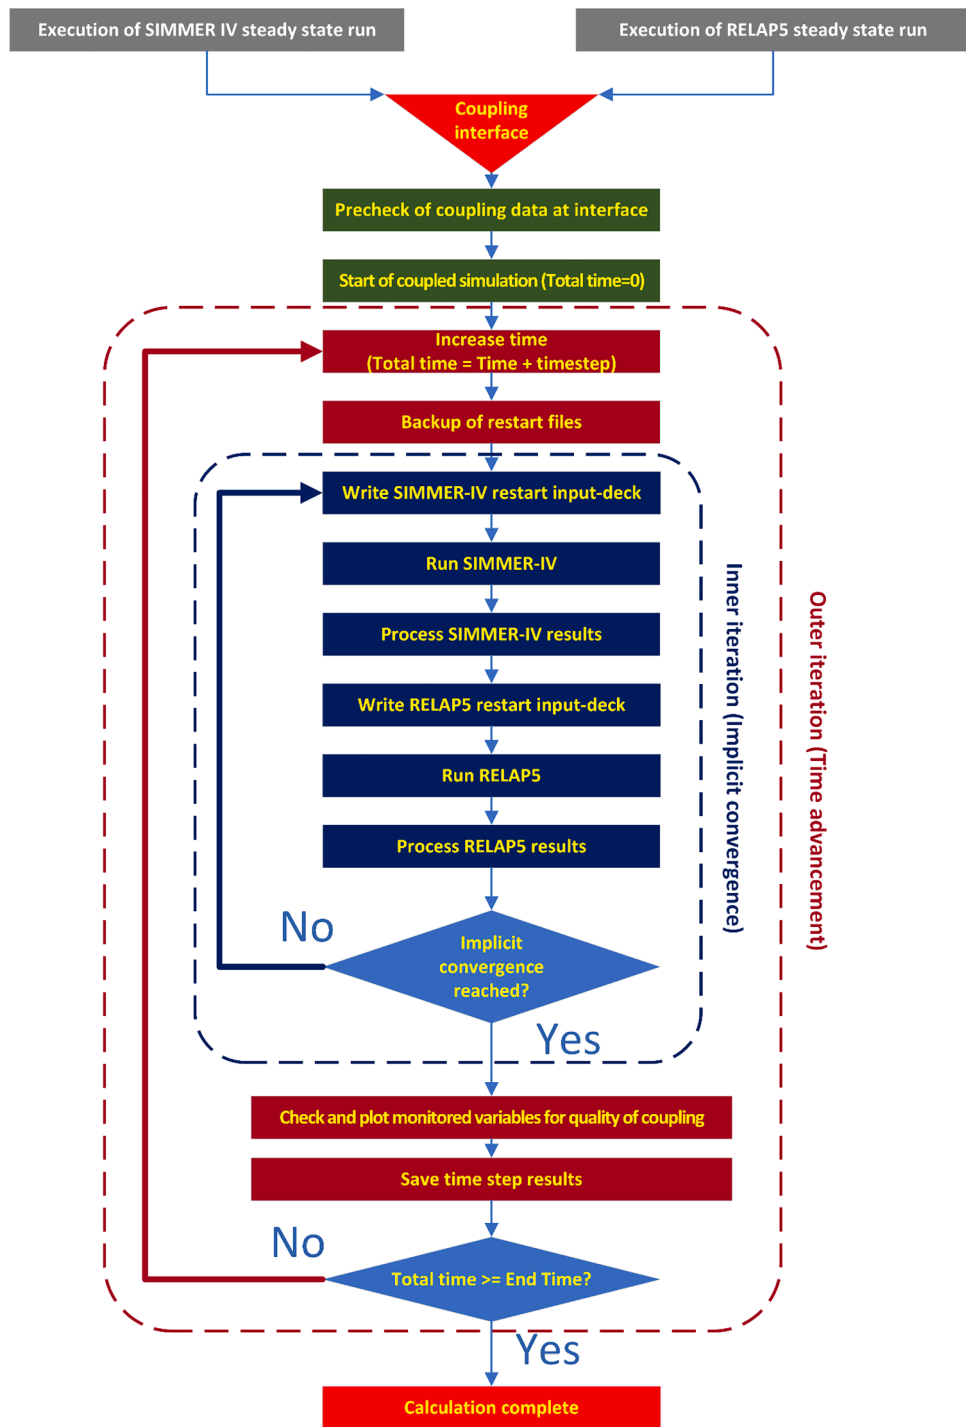 Execution of SIMMER IV steady state run
Execution of RELAP5 steady state run
Coupling
interface
Precheck of coupling data at interface
Start of coupled simulation (Total time=0)
Increase time
(Total time = Time + timestep)
Backup of restart files
Write SIMMER-IV restart input-deck
Run SIMMER-IV
Process SIMMER-IV results
Write RELAP5 restart input-deck
Run RELAP5
Process RELAP5 results
Inner iteration (Implicit convergence)
Outer iteration (Time advancement)
No
Implicit
convergence
reached?
Yes
Check and plot monitored variables for quality of coupling
Save time step results
No
Total time >= End Time?
Yes
Calculation complete